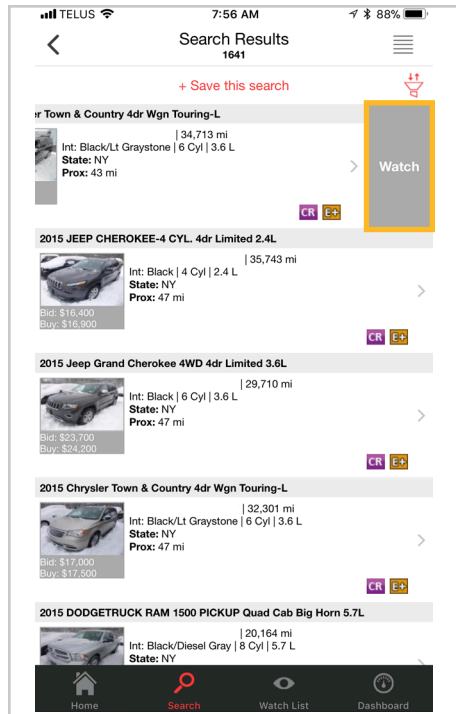 TELUS 7:56 AM 88%
Search Results
1641
+ Save this search
r Town & Country 4dr Wgn Touring-L
| 34,713 mi
Int: Black/Lt Graystone | 6 Cyl | 3.6 L
State: NY
Prox: 43 mi
Watch
CR E+
2015 JEEP CHEROKEE-4 CYL. 4dr Limited 2.4L
| 35,743 mi
Int: Black | 4 Cyl | 2.4 L
State: NY
Prox: 47 mi
Bid: $16,400
Buy: $16,900
CR E+
2015 Jeep Grand Cherokee 4WD 4dr Limited 3.6L
| 29,710 mi
Int: Black | 6 Cyl | 3.6 L
State: NY
Prox: 47 mi
Bid: $23,700
Buy: $24,200
CR E+
2015 Chrysler Town & Country 4dr Wgn Touring-L
| 32,301 mi
Int: Black/Lt Graystone | 6 Cyl | 3.6 L
State: NY
Prox: 47 mi
Bid: $17,000
Buy: $17,500
CR E+
2015 DODGETRUCK RAM 1500 PICKUP Quad Cab Big Horn 5.7L
| 20,164 mi
Int: Black/Diesel Gray | 8 Cyl | 5.7 L
State: NY
Home Search Watch List Dashboard